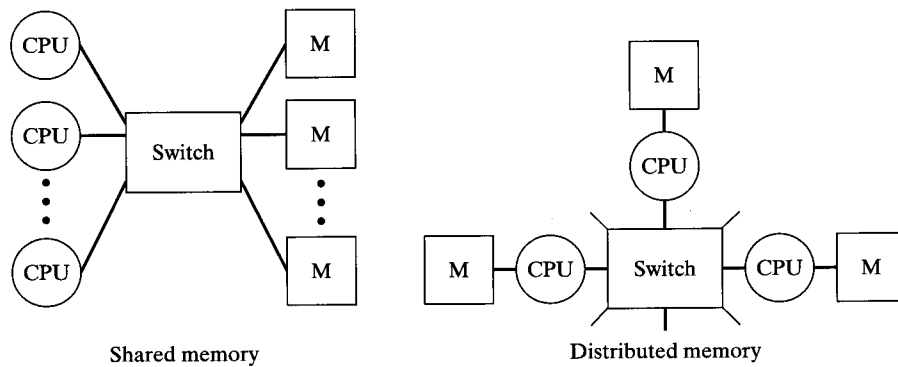 CPU
M
CPU
M
Switch
CPU
M
Shared memory
M
CPU
M
CPU
Switch
CPU
M
Distributed memory